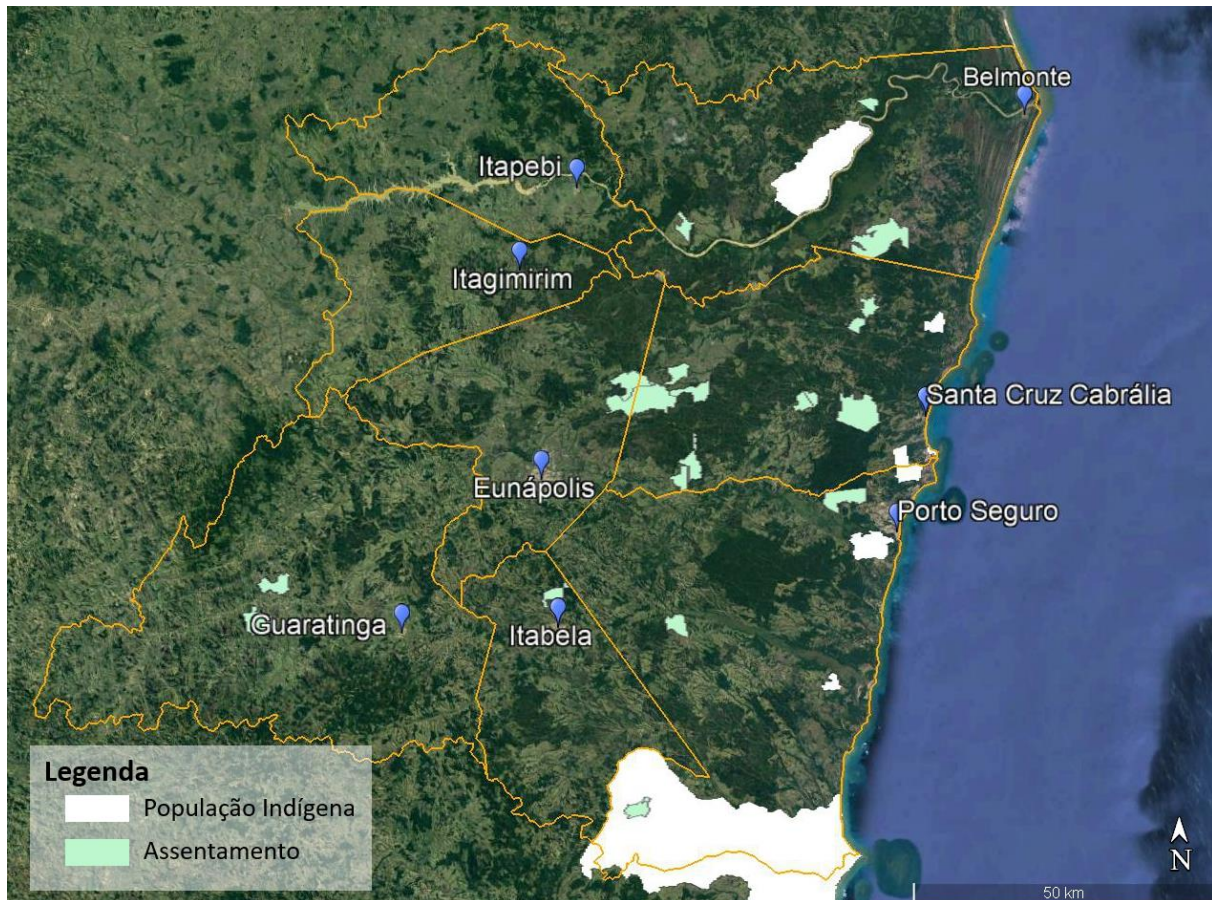 Belmonte
Itapebi
Itagimirim
Santa Cruz Cabrália
Eunápolis
Porto Seguro
Guaratinga
Itabela
Legenda
População Indígena
Assentamento
N
50 km